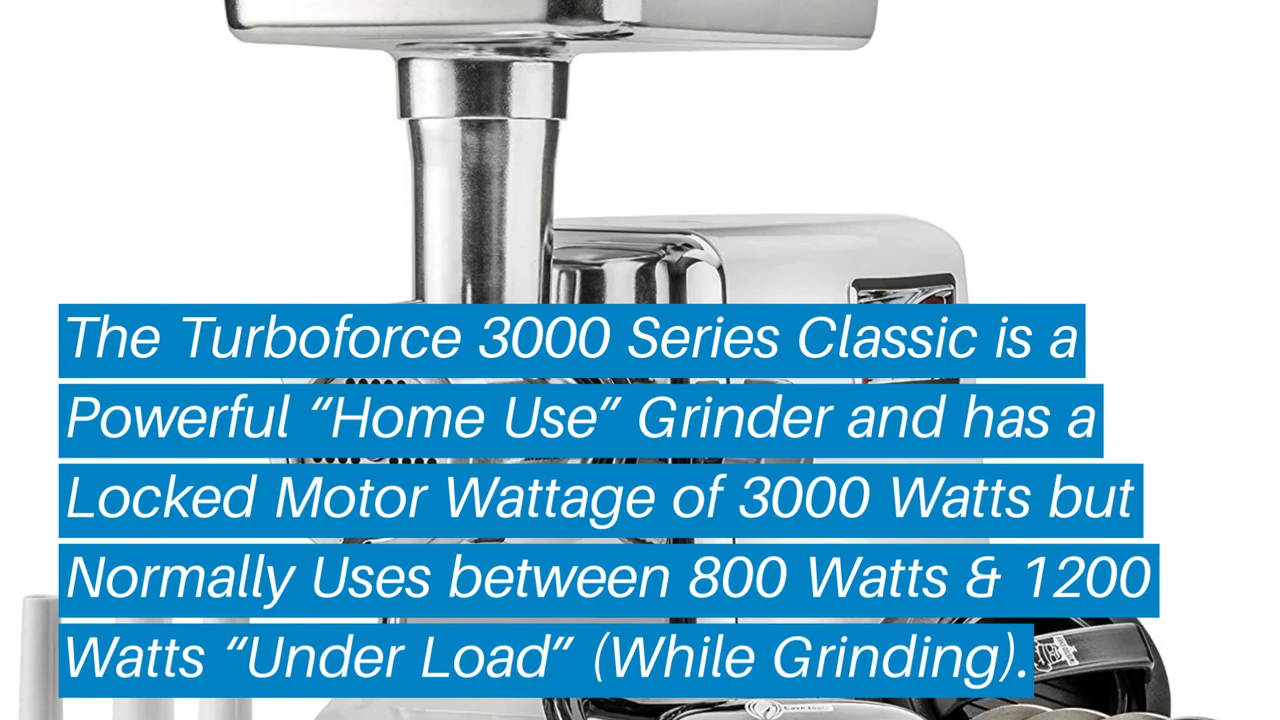 The Turboforce 3000 Series Classic is a
Powerful “Home Use” Grinder and has a
Locked Motor Wattage of 3000 Watts but
Normally Uses between 800 Watts & 1200
Watts “Under Load” (While Grinding).